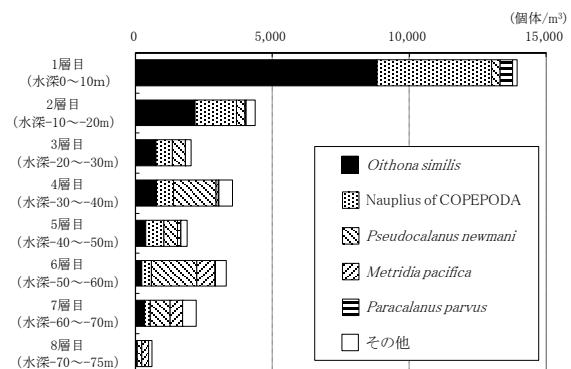 (個体/m³)
0 5,000 10,000 15,000
1層目
(水深0～10m)
2層目
(水深-10～-20m)
3層目
(水深-20～-30m)
4層目
(水深-30～-40m)
5層目
(水深-40～-50m)
6層目
(水深-50～-60m)
7層目
(水深-60～-70m)
8層目
(水深-70～-75m)
Oithona similis
Nauplius of COPEPODA
Pseudocalanus newmani
Metridia pacifica
Paracalanus parvus
その他